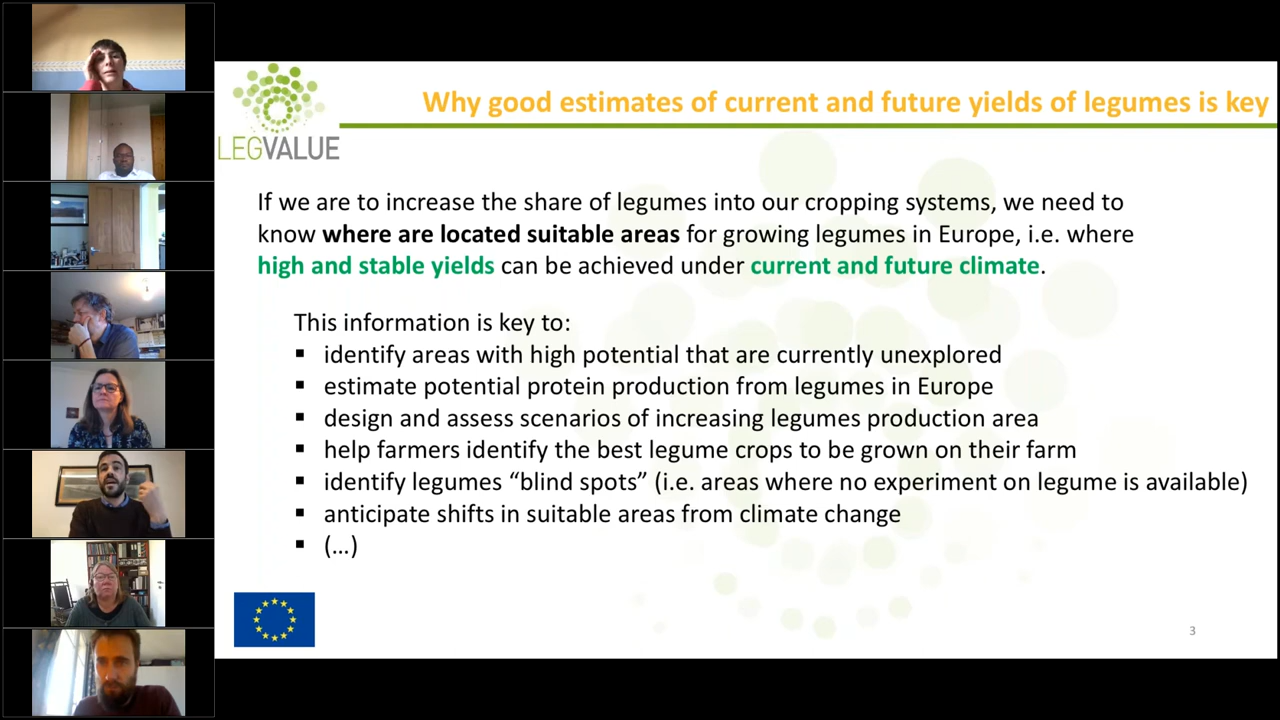 Why good estimates of current and future yields of legumes is key
LEGVALUE
If we are to increase the share of legumes into our cropping systems, we need to
know where are located suitable areas for growing legumes in Europe, i.e. where
high and stable yields can be achieved under current and future climate.
This information is key to:
▪ identify areas with high potential that are currently unexplored
▪ estimate potential protein production from legumes in Europe
▪ design and assess scenarios of increasing legumes production area
▪ help farmers identify the best legume crops to be grown on their farm
▪ identify legumes “blind spots” (i.e. areas where no experiment on legume is available)
▪ anticipate shifts in suitable areas from climate change
▪ (...)
3